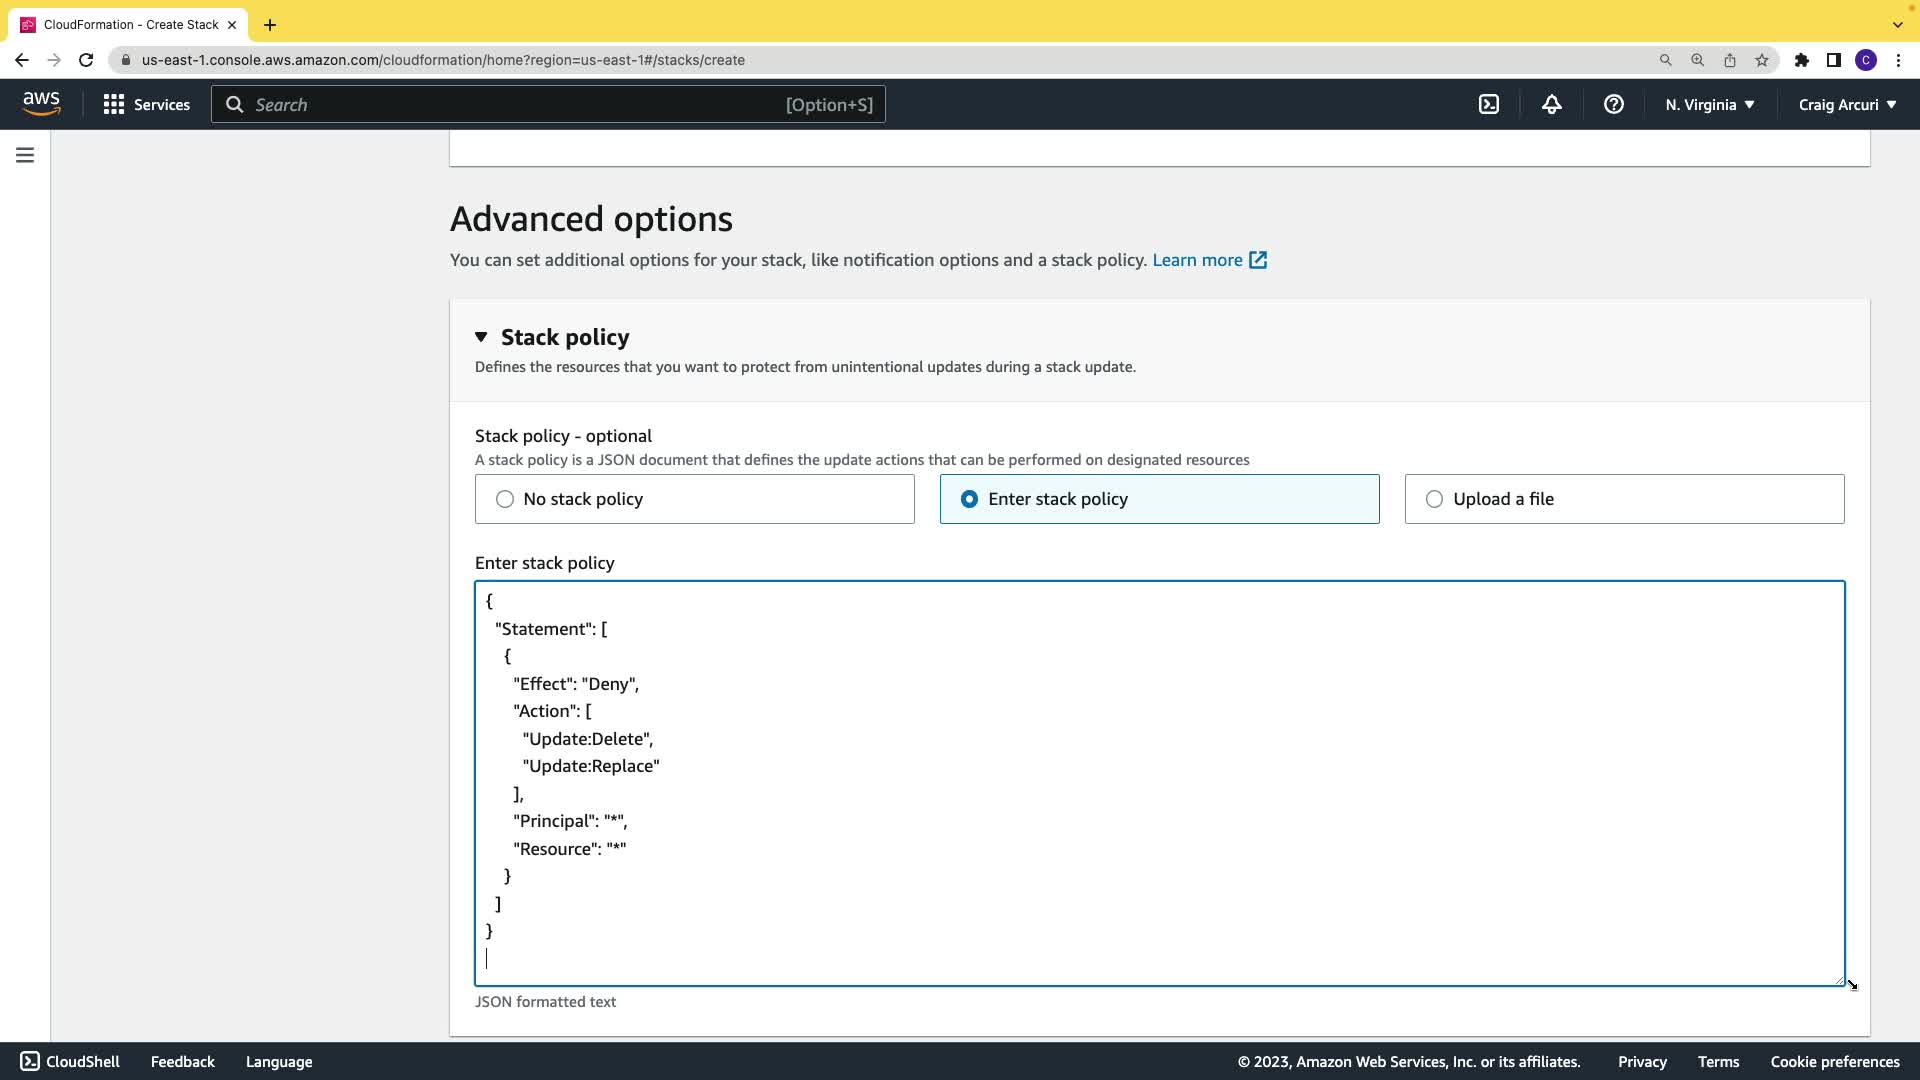 CloudFormation - Create Stack
us-east-1.console.aws.amazon.com/cloudformation/home?region=us-east-1#/stacks/create
C
aws
Services
Search
[Option+S]
N. Virginia
Craig Arcuri
Advanced options
You can set additional options for your stack, like notification options and a stack policy. Learn more
Stack policy
Defines the resources that you want to protect from unintentional updates during a stack update.
Stack policy - optional
A stack policy is a JSON document that defines the update actions that can be performed on designated resources
No stack policy
Enter stack policy
Upload a file
Enter stack policy
{
"Statement": [
{
"Effect": "Deny",
"Action": [
"Update:Delete",
"Update:Replace"
],
"Principal": "*",
"Resource": "*"
}
]
}
JSON formatted text
CloudShell
Feedback
Language
© 2023, Amazon Web Services, Inc. or its affiliates.
Privacy
Terms
Cookie preferences